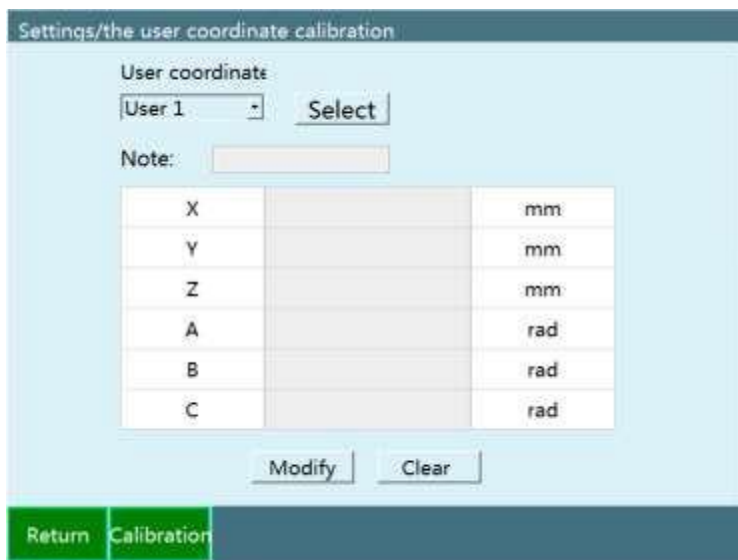 Settings/the user coordinate calibration
User coordinate
User 1 Select
Note:
X mm
Y mm
Z mm
A rad
B rad
C rad
Modify Clear
Return Calibration